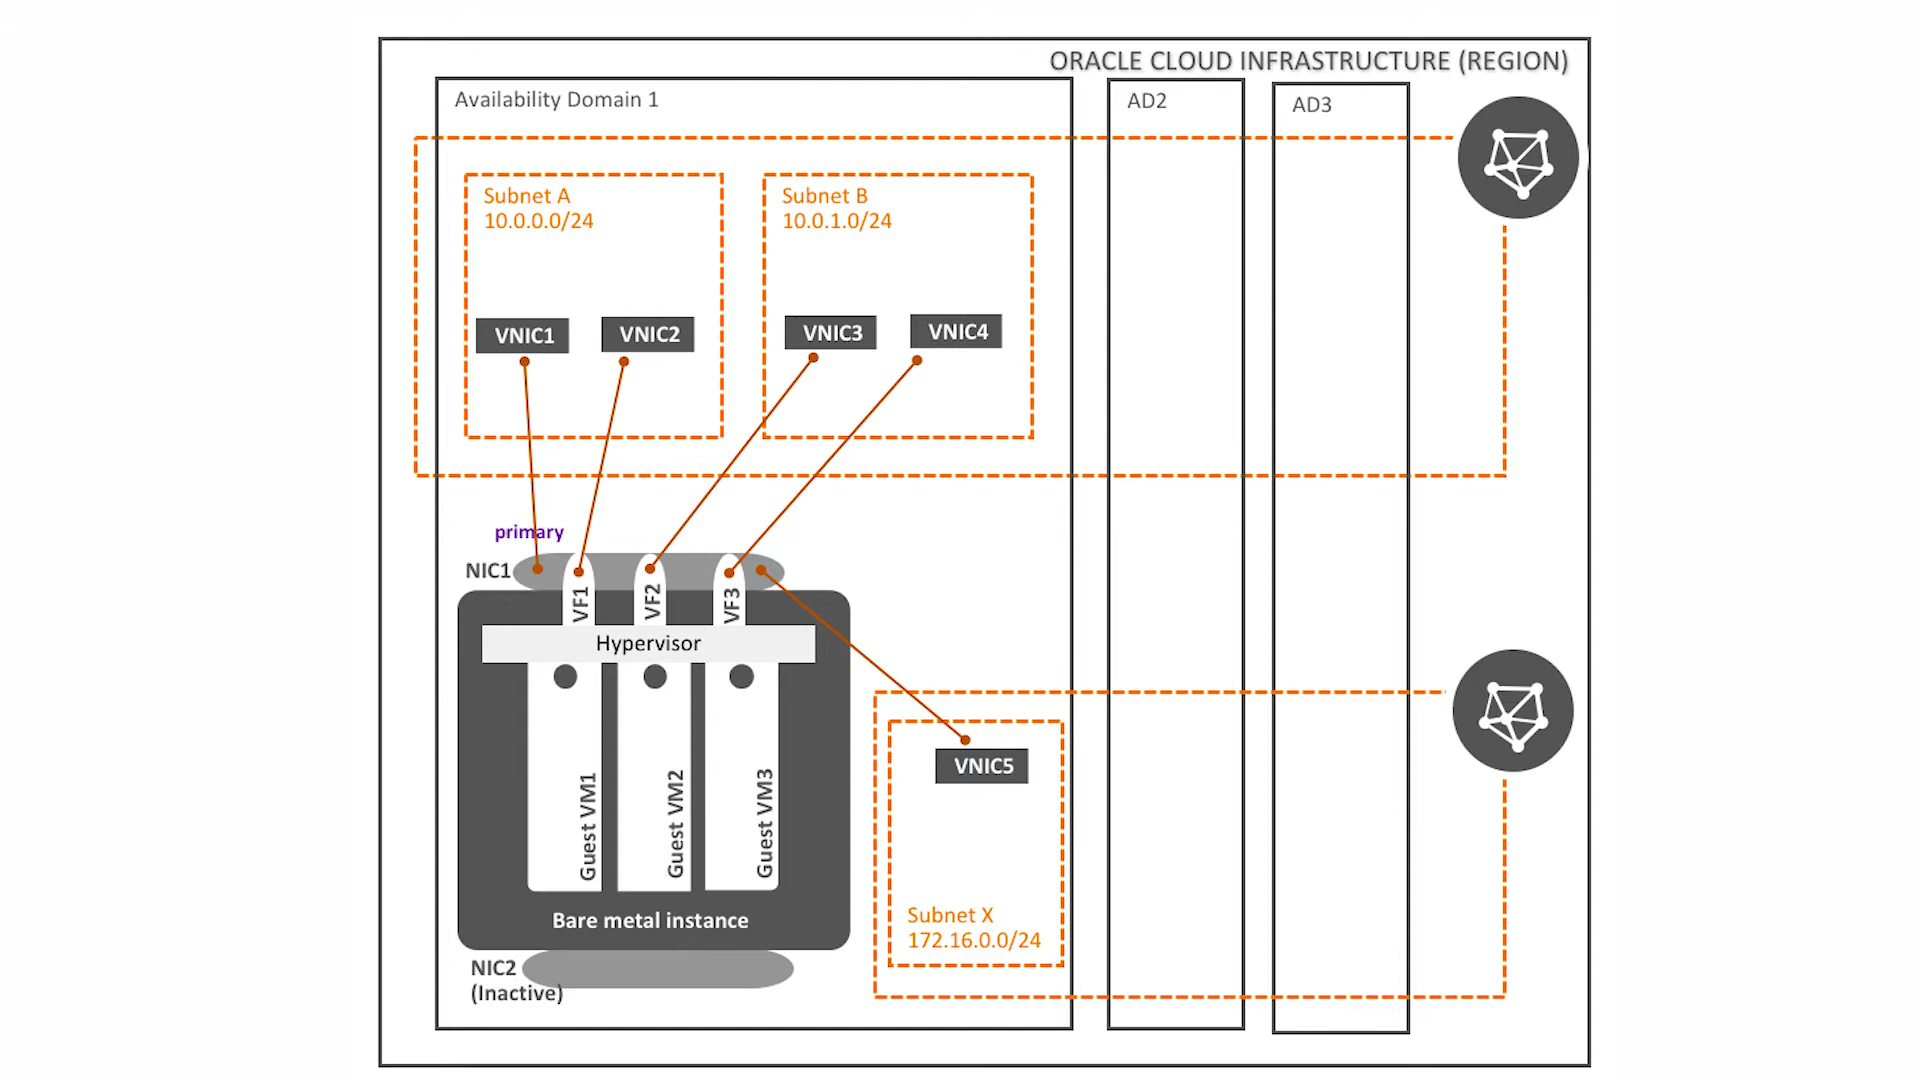 ORACLE CLOUD INFRASTRUCTURE (REGION)
Availability Domain 1
AD2
AD3
Subnet A
10.0.0.0/24
Subnet B
10.0.1.0/24
VNIC1
VNIC2
VNIC3
VNIC4
primary
NIC1
VF1
VF2
VF3
Hypervisor
Guest VM1
Guest VM2
Guest VM3
Bare metal instance
NIC2
(Inactive)
VNIC5
Subnet X
172.16.0.0/24